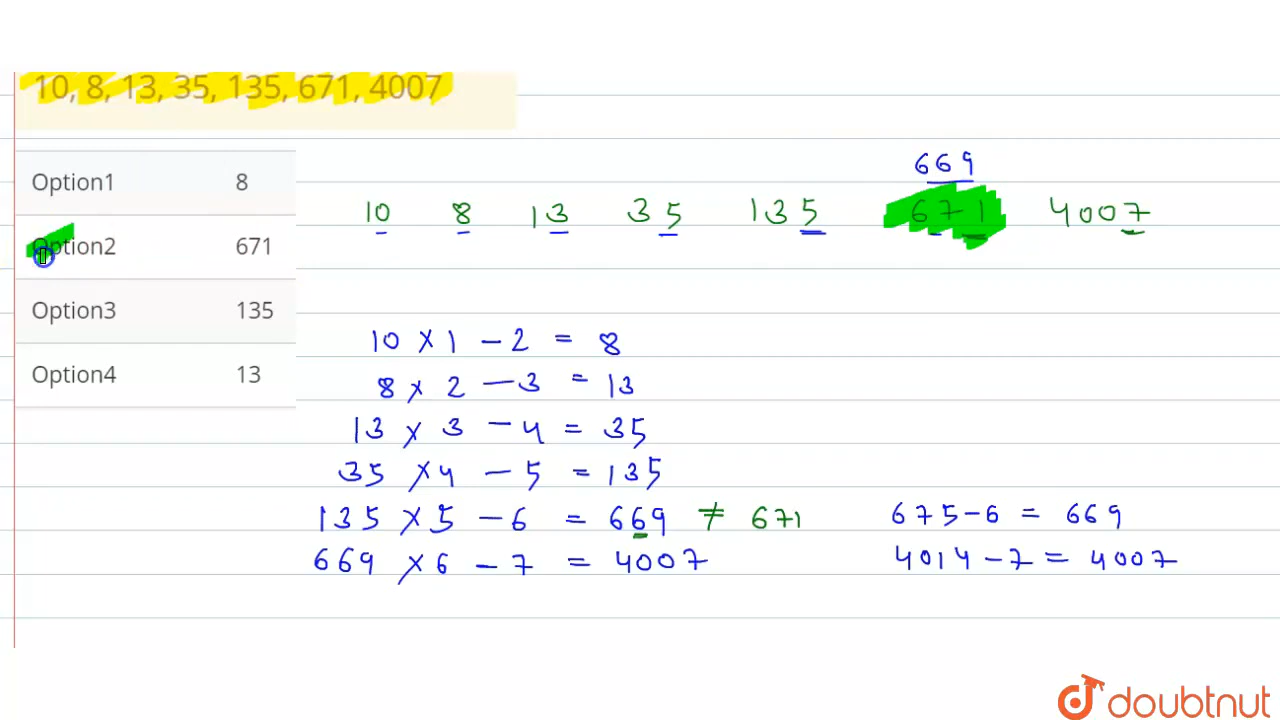 10, 8, 13, 35, 135, 671, 4007
669
10 8 13 35 135 671 4007
Option1 8
Option2 671
Option3 135
Option4 13
10 × 1 - 2 = 8
8 × 2 - 3 = 13
13 × 3 - 4 = 35
35 × 4 - 5 = 135
135 × 5 - 6 = 669 ≠ 671
669 × 6 - 7 = 4007
675 - 6 = 669
4014 - 7 = 4007
doubtnut